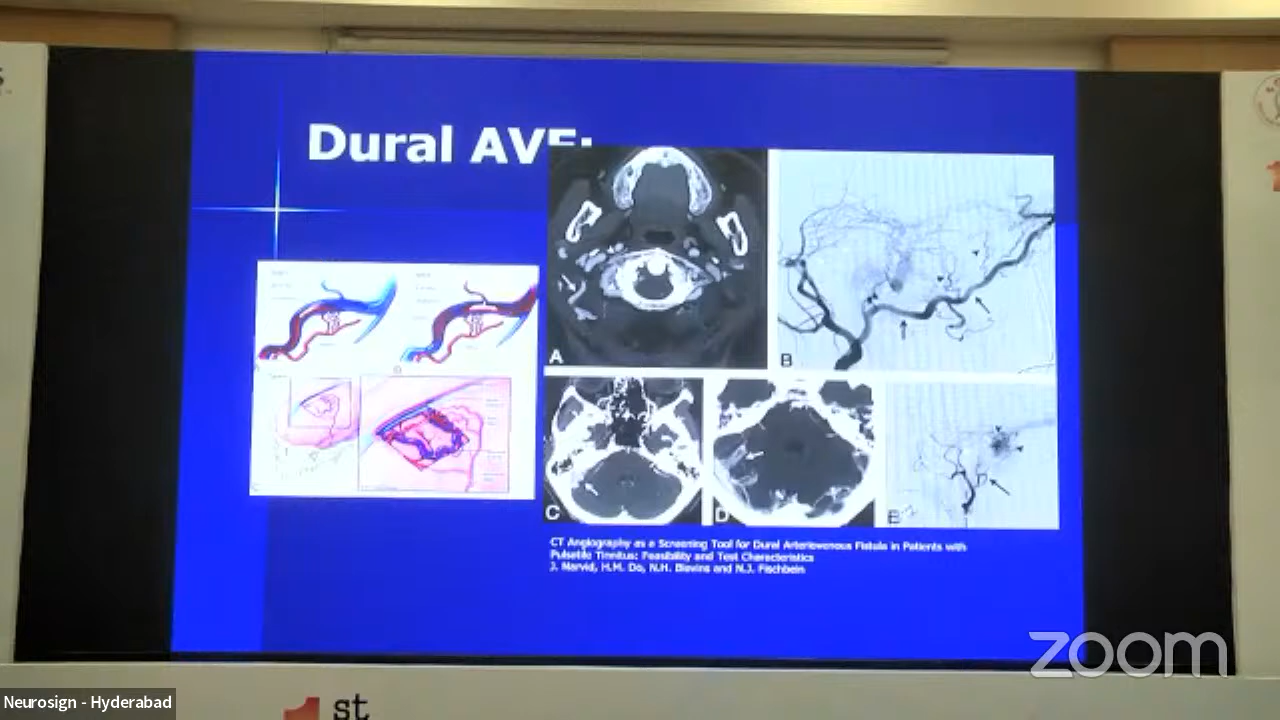 Dural AVF:
A
B
C
D
E
CT Angiography as a Screening Tool for Dural Arteriovenous Fistula in Patients with
Pulsatile Tinnitus: Feasibility and Test Characteristics
J. Narvid, H.M. Do, N.H. Blevins and N.J. Fischbein
zoom
Neurosign - Hyderabad
1st